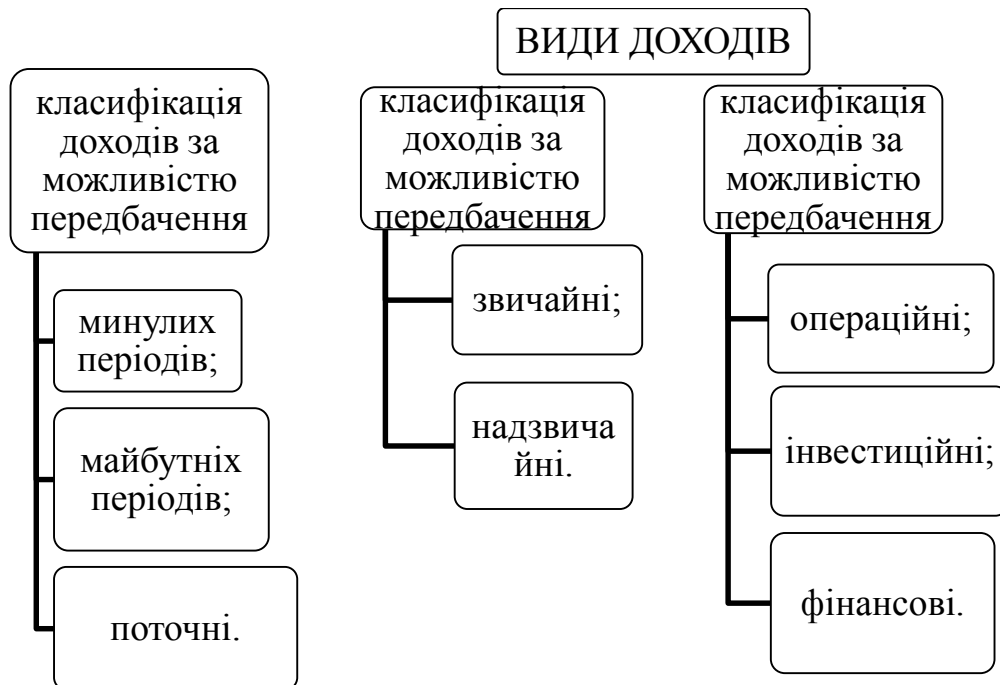 ВИДИ ДОХОДІВ
класифікація
доходів за
можливістю
передбачення
минулих
періодів;
майбутніх
періодів;
поточні.
класифікація
доходів за
можливістю
передбачення
звичайні;
надзвича
йні.
класифікація
доходів за
можливістю
передбачення
операційні;
інвестиційні;
фінансові.